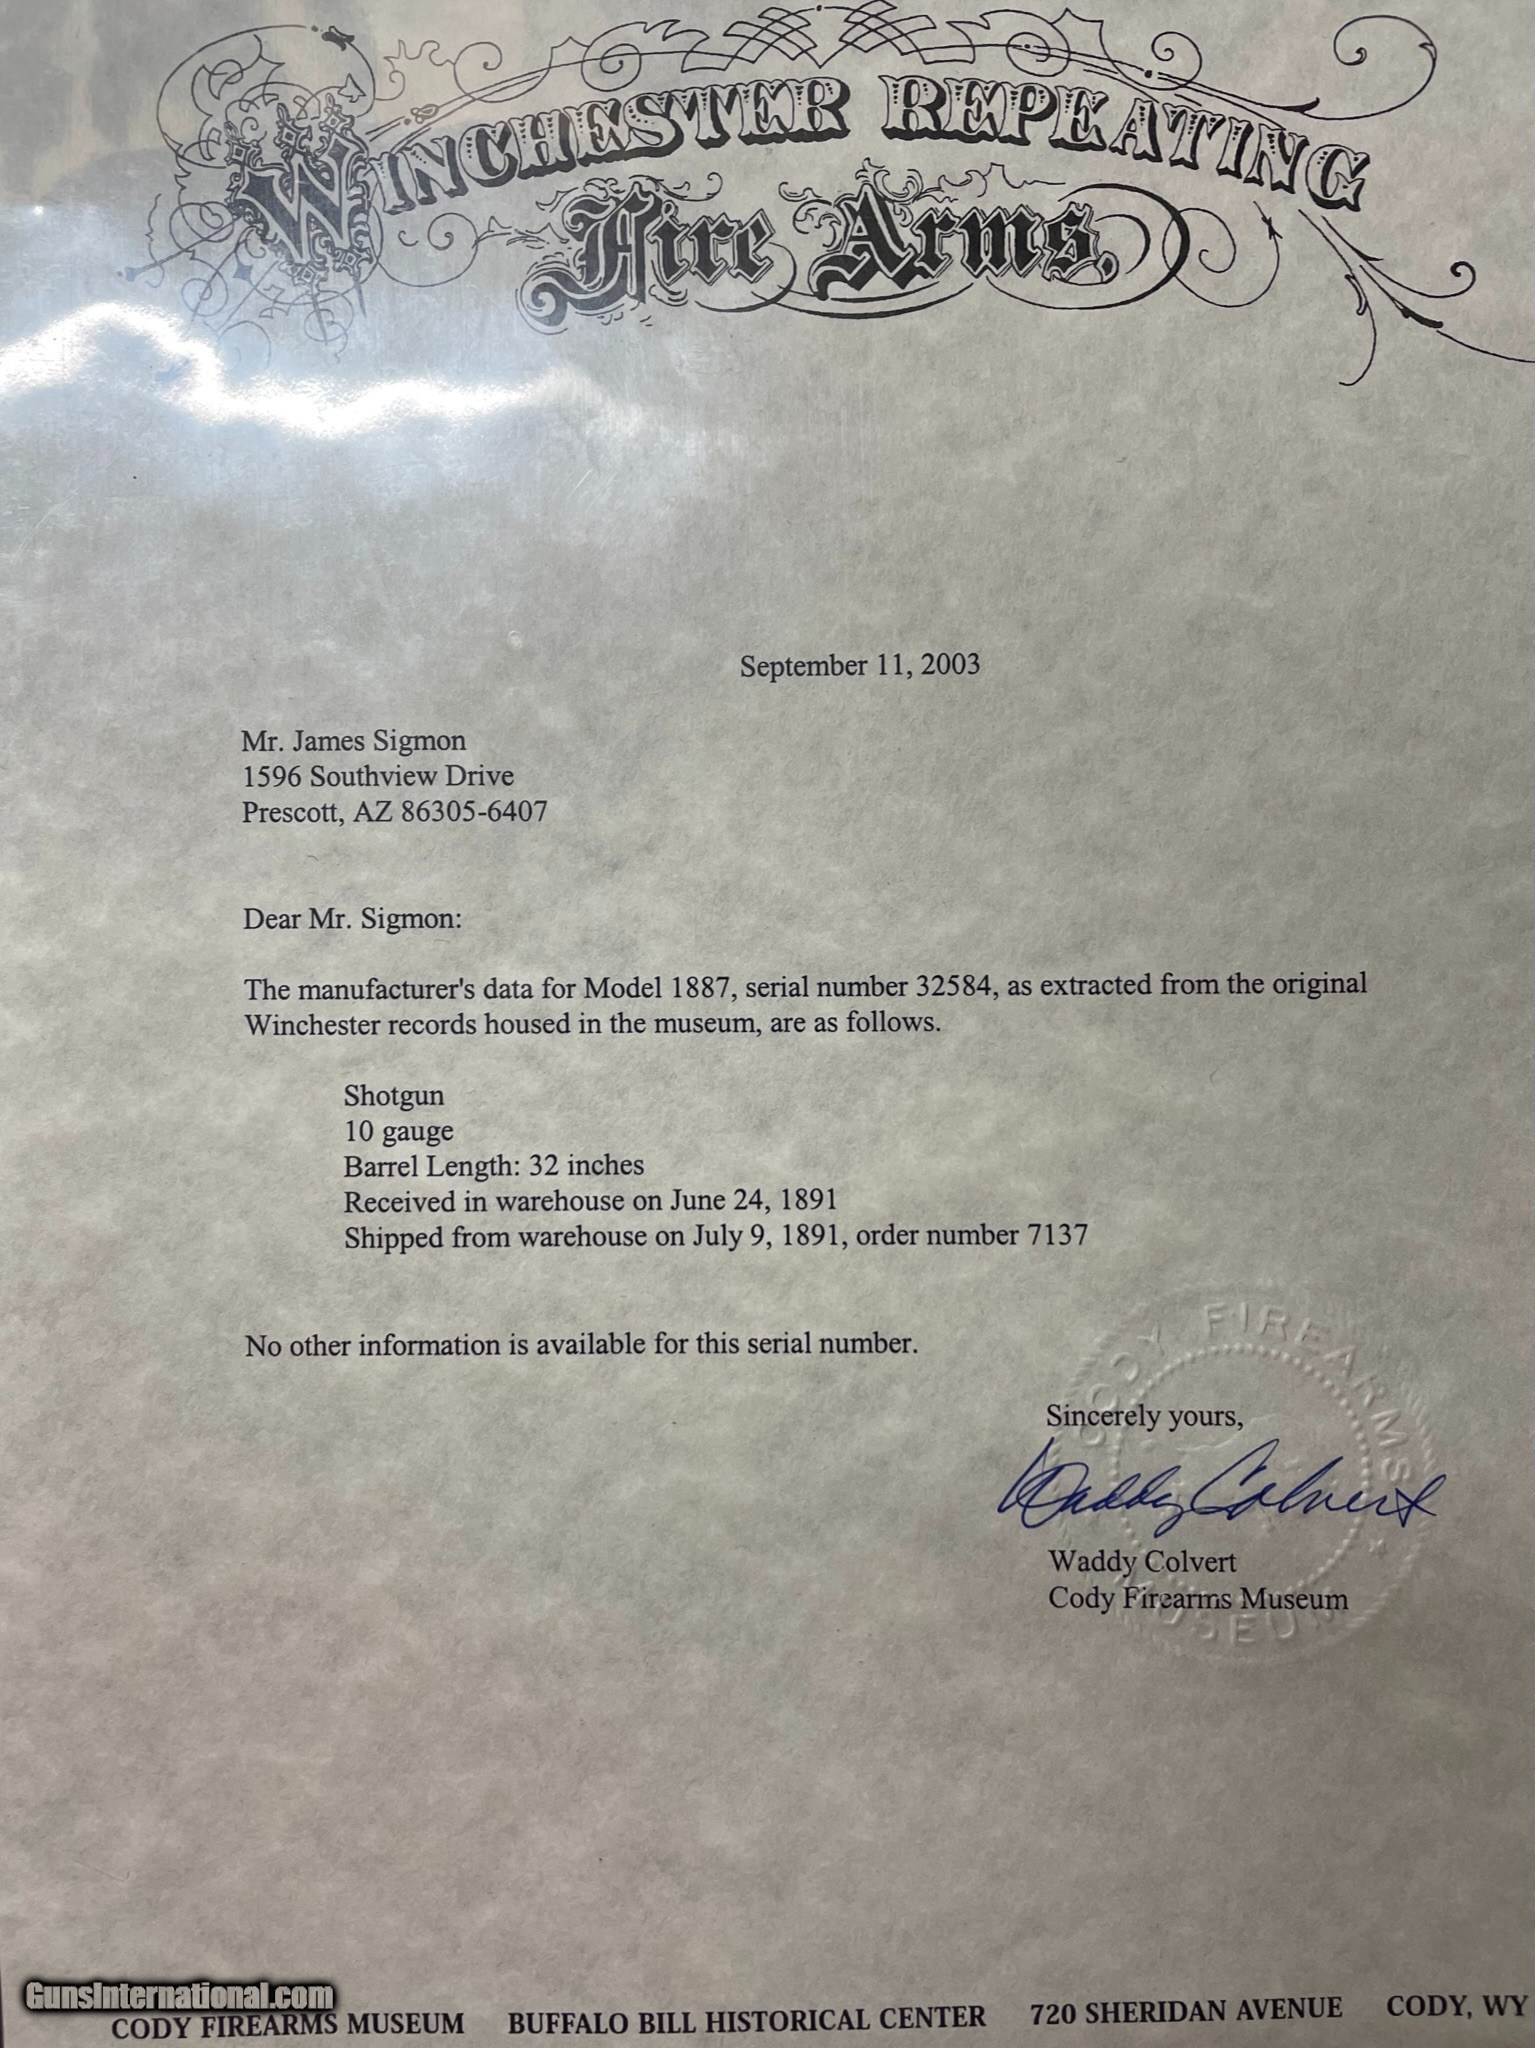 WINCHESTER REPEATING
Fire Arms,
September 11, 2003
Mr. James Sigmon
1596 Southview Drive
Prescott, AZ 86305-6407
Dear Mr. Sigmon:
The manufacturer's data for Model 1887, serial number 32584, as extracted from the original
Winchester records housed in the museum, are as follows.
Shotgun
10 gauge
Barrel Length: 32 inches
Received in warehouse on June 24, 1891
Shipped from warehouse on July 9, 1891, order number 7137
No other information is available for this serial number.
CODY FIREARMS
MUSEUM
Sincerely yours,
Waddy Colvert
Waddy Colvert
Cody Firearms Museum
GunsInternational.com
CODY FIREARMS MUSEUM BUFFALO BILL HISTORICAL CENTER 720 SHERIDAN AVENUE CODY, WY